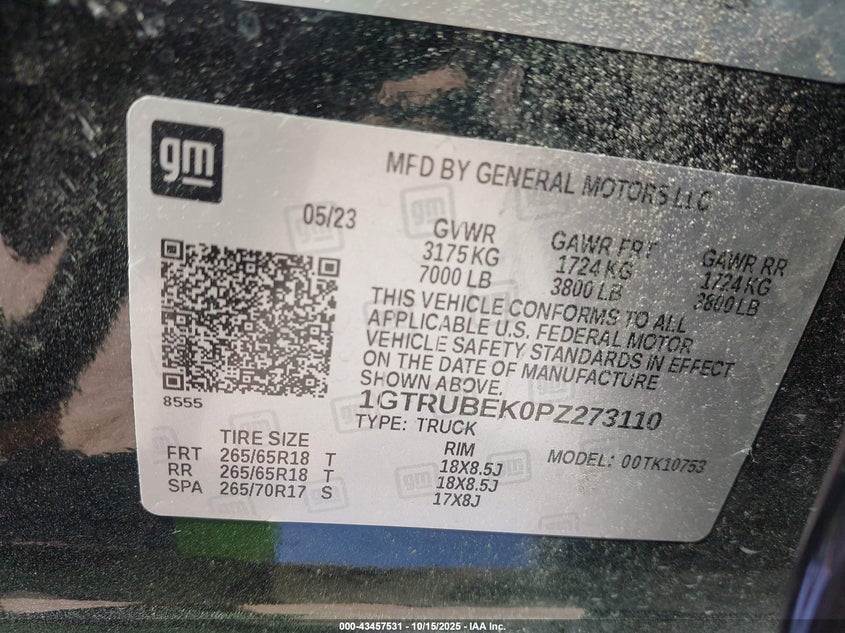 gm
MFD BY GENERAL MOTORS LLC
05/23
GVWR
3175 KG
7000 LB
GAWR FRT
1724 KG
3800 LB
GAWR RR
1724 KG
3800 LB
THIS VEHICLE CONFORMS TO ALL
APPLICABLE U.S. FEDERAL MOTOR
VEHICLE SAFETY STANDARDS IN EFFECT
ON THE DATE OF MANUFACTURE
SHOWN ABOVE.
8555
1GTRUBEK0PZ273110
TYPE: TRUCK
TIRE SIZE
RIM
MODEL: 00TK10753
FRT 265/65R18 T 18X8.5J
RR 265/65R18 T 18X8.5J
SPA 265/70R17 S 17X8J
000-43457531 - 10/15/2025 - IAA Inc.